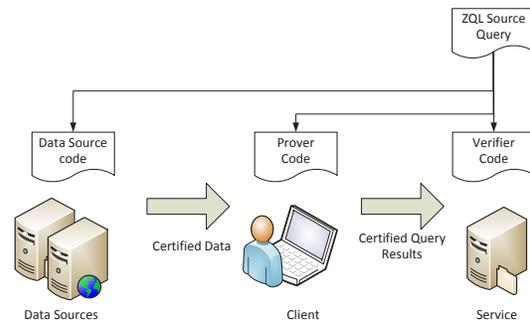 ZQL Source
Query
Data Source
code
Prover
Code
Verifier
Code
Certified Data
Certified Query
Results
Data Sources
Client
Service